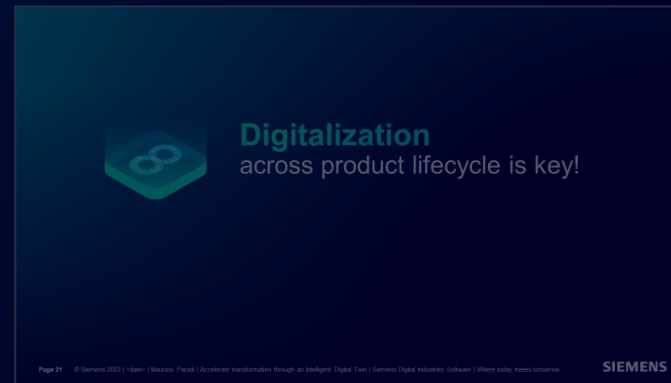 Digitalization
across product lifecycle is key!
Page 21 © Siemens 2023 | <date> | Maurizio Parodi | Accelerate transformation through an Intelligent Digital Twin | Siemens Digital Industries Software | Where today meets tomorrow.
SIEMENS